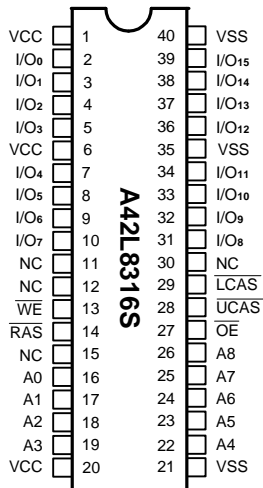 VCC 1 40 VSS
I/O0 2 39 I/O15
I/O1 3 38 I/O14
I/O2 4 37 I/O13
I/O3 5 36 I/O12
VCC 6 35 VSS
I/O4 7 34 I/O11
I/O5 8 33 I/O10
I/O6 9 32 I/O9
I/O7 10 31 I/O8
NC 11 30 NC
NC 12 29 LCAS
WE 13 28 UCAS
RAS 14 27 OE
NC 15 26 A8
A0 16 25 A7
A1 17 24 A6
A2 18 23 A5
A3 19 22 A4
VCC 20 21 VSS
A42L8316S